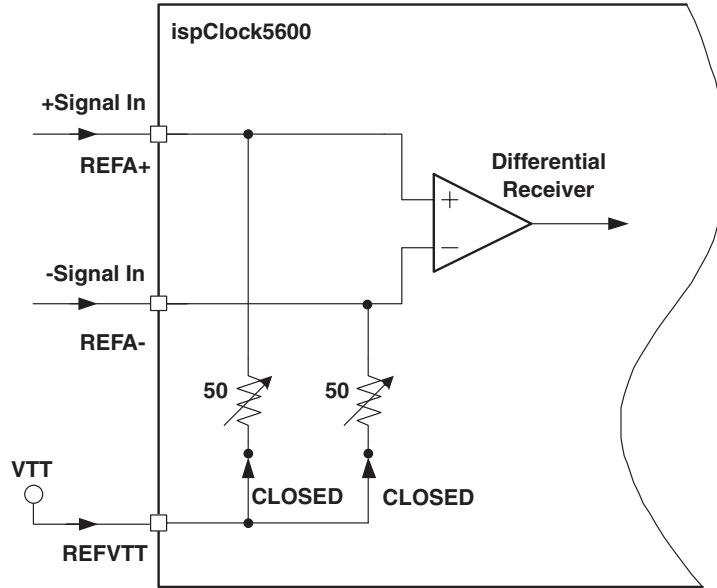 ispClock5600
+Signal In
REFA+
Differential
Receiver
+
−
-Signal In
REFA-
50
50
VTT
CLOSED
CLOSED
REFVTT